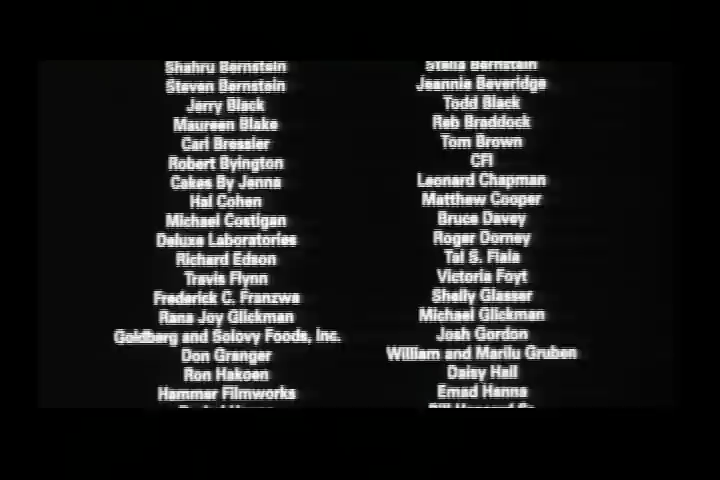 Shahru Bernstein
Stella Bernstein
Steven Bernstein
Jeannie Beveridge
Jerry Black
Todd Black
Maureen Blake
Rob Braddock
Carl Bressler
Tom Brown
Robert Byington
CFI
Cakes By Jenna
Leonard Chapman
Hal Cohen
Matthew Cooper
Michael Costigan
Bruce Davey
Deluxe Laboratories
Roger Dorney
Richard Edson
Tal S. Fiala
Travis Flynn
Victoria Foyt
Frederick C. Franzwa
Shelly Glasser
Rana Joy Glickman
Michael Glickman
Goldberg and Solovy Foods, Inc.
Josh Gordon
Don Granger
William and Marilu Gruben
Ron Hakoen
Daisy Hall
Hammer Filmworks
Emad Hanna